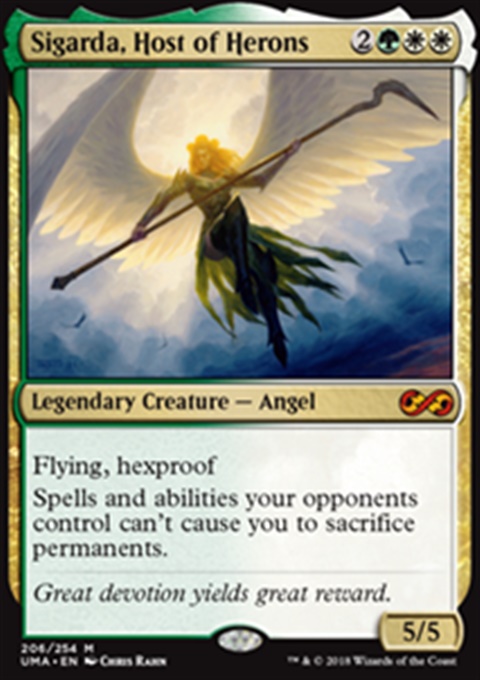 Sigarda, Host of Herons 2
Legendary Creature — Angel
Flying, hexproof
Spells and abilities your opponents
control can't cause you to sacrifice
permanents.
Great devotion yields great reward.
5/5
206/254 M
UMA • EN Chris Rahn
™ & © 2018 Wizards of the Coast